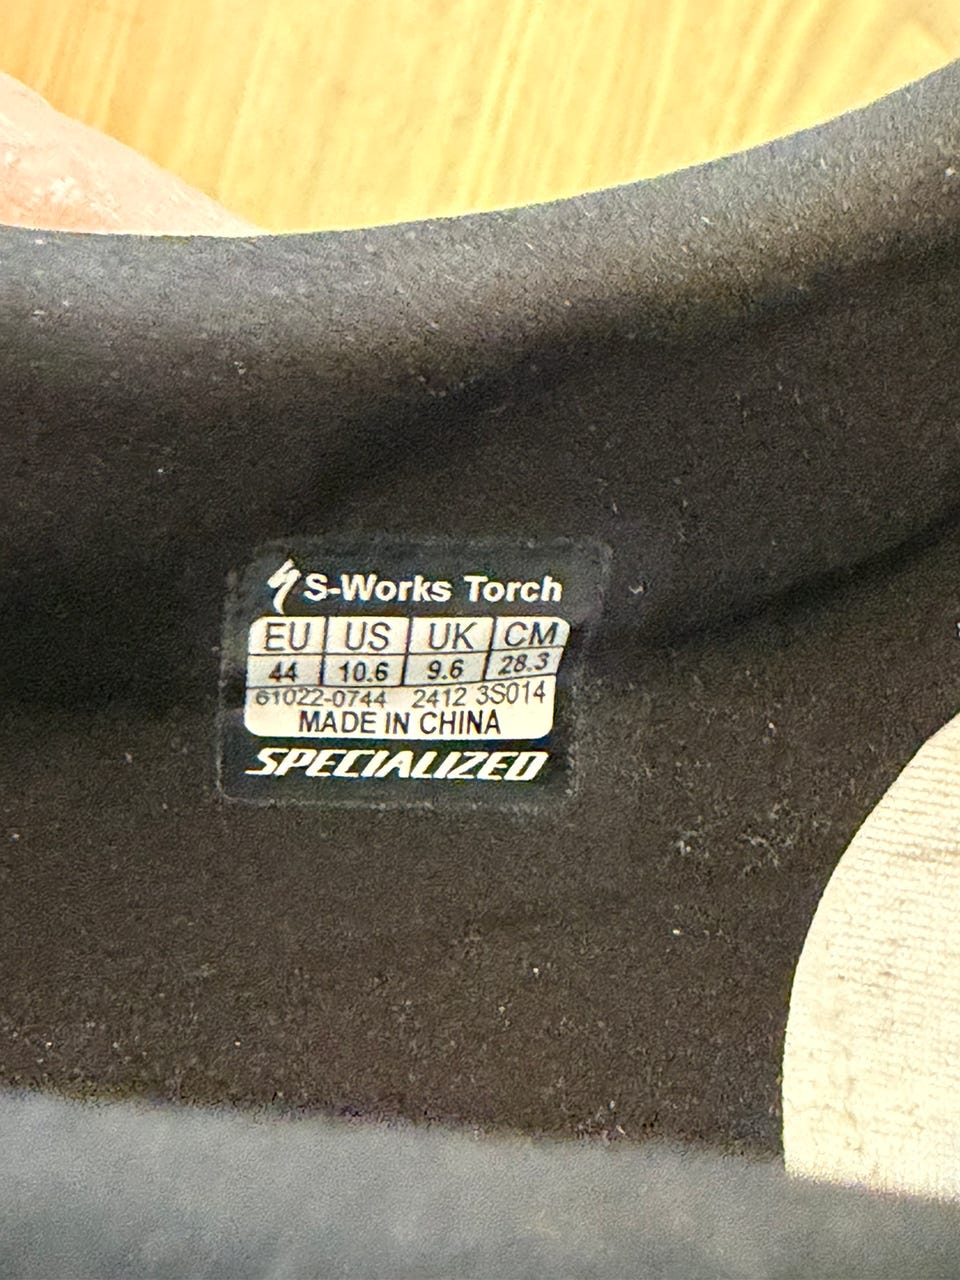 S-Works Torch
EU US UK CM
44 10.6 9.6 28.3
61022-0744 2412 3S014
MADE IN CHINA
SPECIALIZED